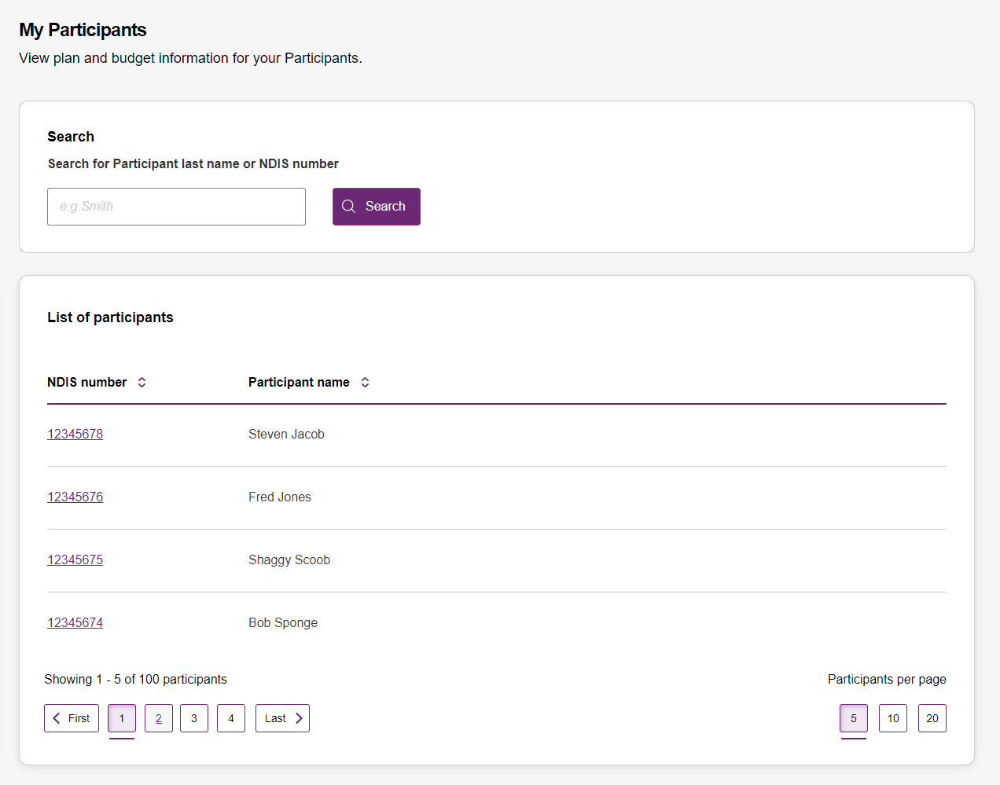 My Participants
View plan and budget information for your Participants.
Search
Search for Participant last name or NDIS number
e.g.Smith
Search
List of participants
NDIS number Participant name
12345678 Steven Jacob
12345676 Fred Jones
12345675 Shaggy Scoob
12345674 Bob Sponge
Showing 1 - 5 of 100 participants Participants per page
First 1 2 3 4 Last 5 10 20